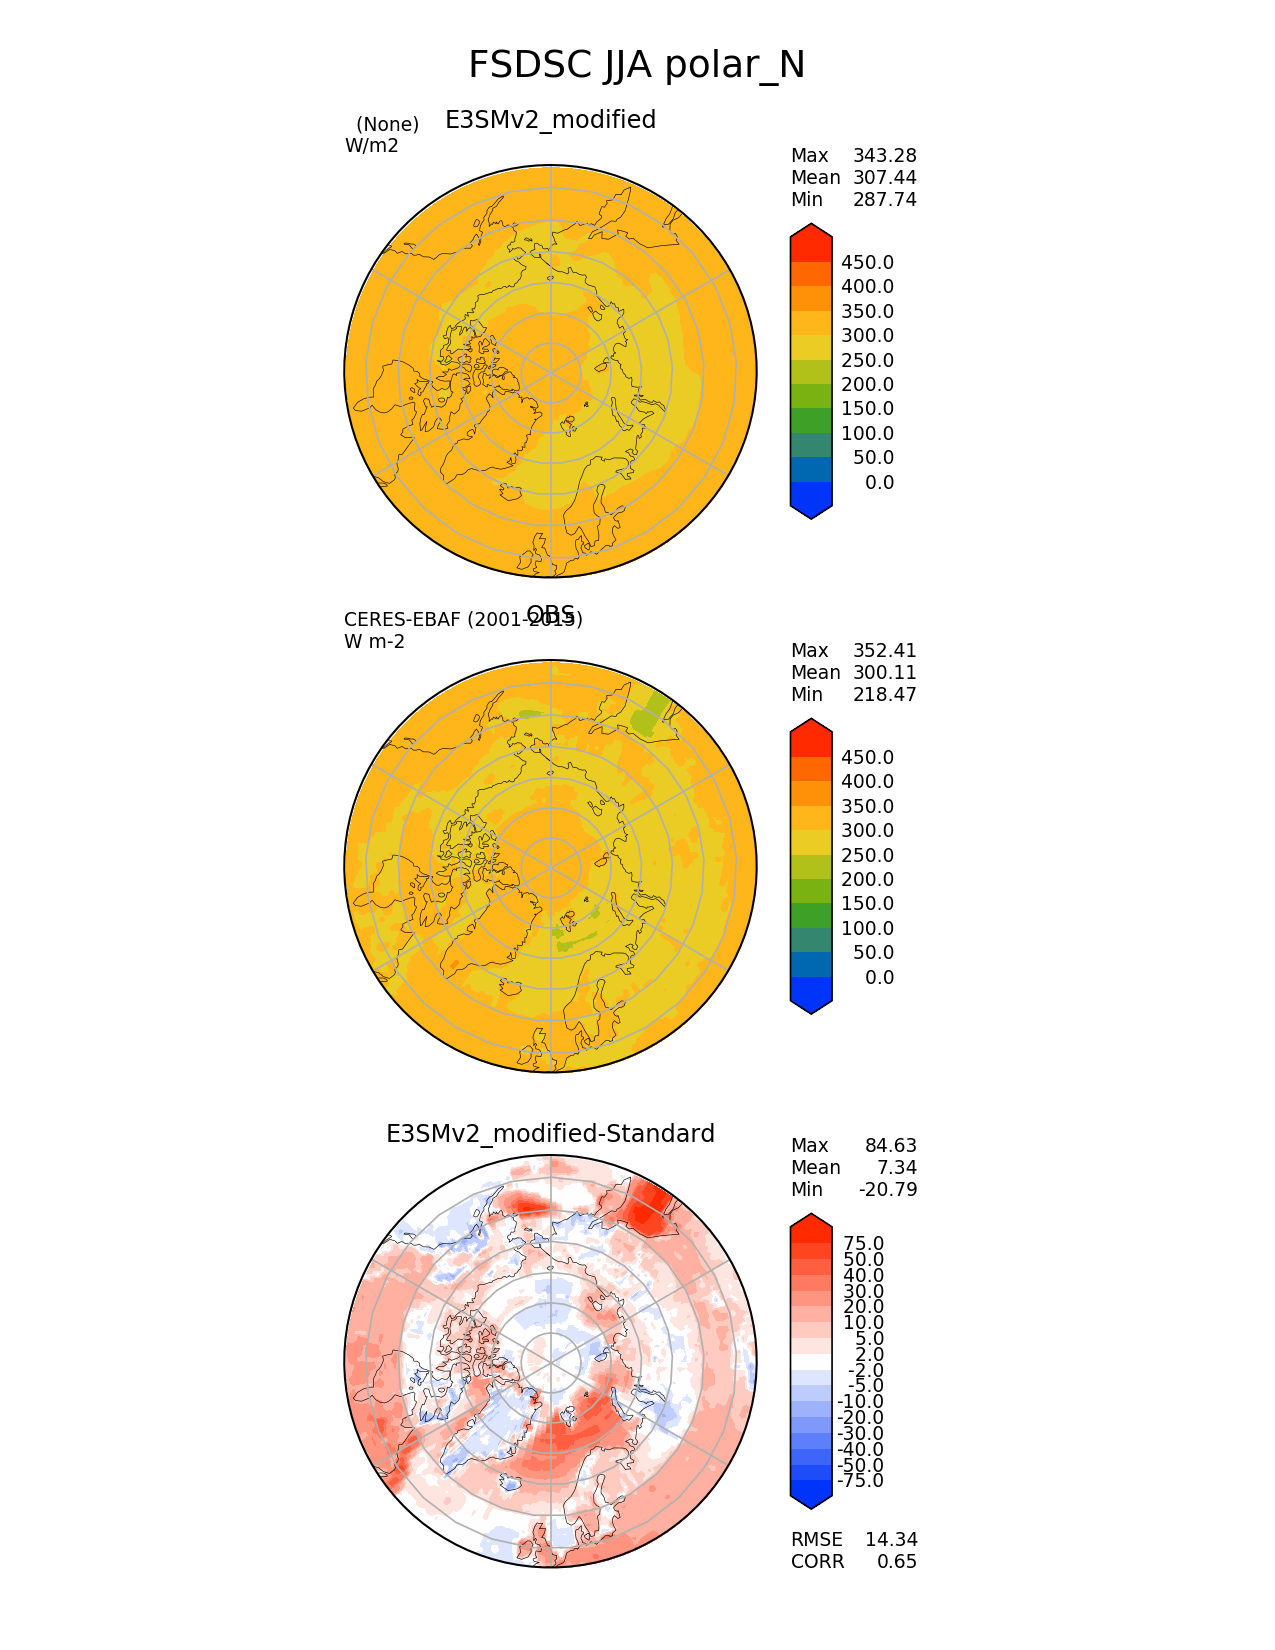 FSDSC JJA polar_N
(None) E3SMv2_modified
W/m2
Max 343.28
Mean 307.44
Min 287.74
450.0
400.0
350.0
300.0
250.0
200.0
150.0
100.0
50.0
0.0
OBS
CERES-EBAF (2001-2015)
W m-2
Max 352.41
Mean 300.11
Min 218.47
450.0
400.0
350.0
300.0
250.0
200.0
150.0
100.0
50.0
0.0
E3SMv2_modified-Standard
Max 84.63
Mean 7.34
Min -20.79
75.0
50.0
40.0
30.0
20.0
10.0
5.0
2.0
-2.0
-5.0
-10.0
-20.0
-30.0
-40.0
-50.0
-75.0
RMSE 14.34
CORR 0.65